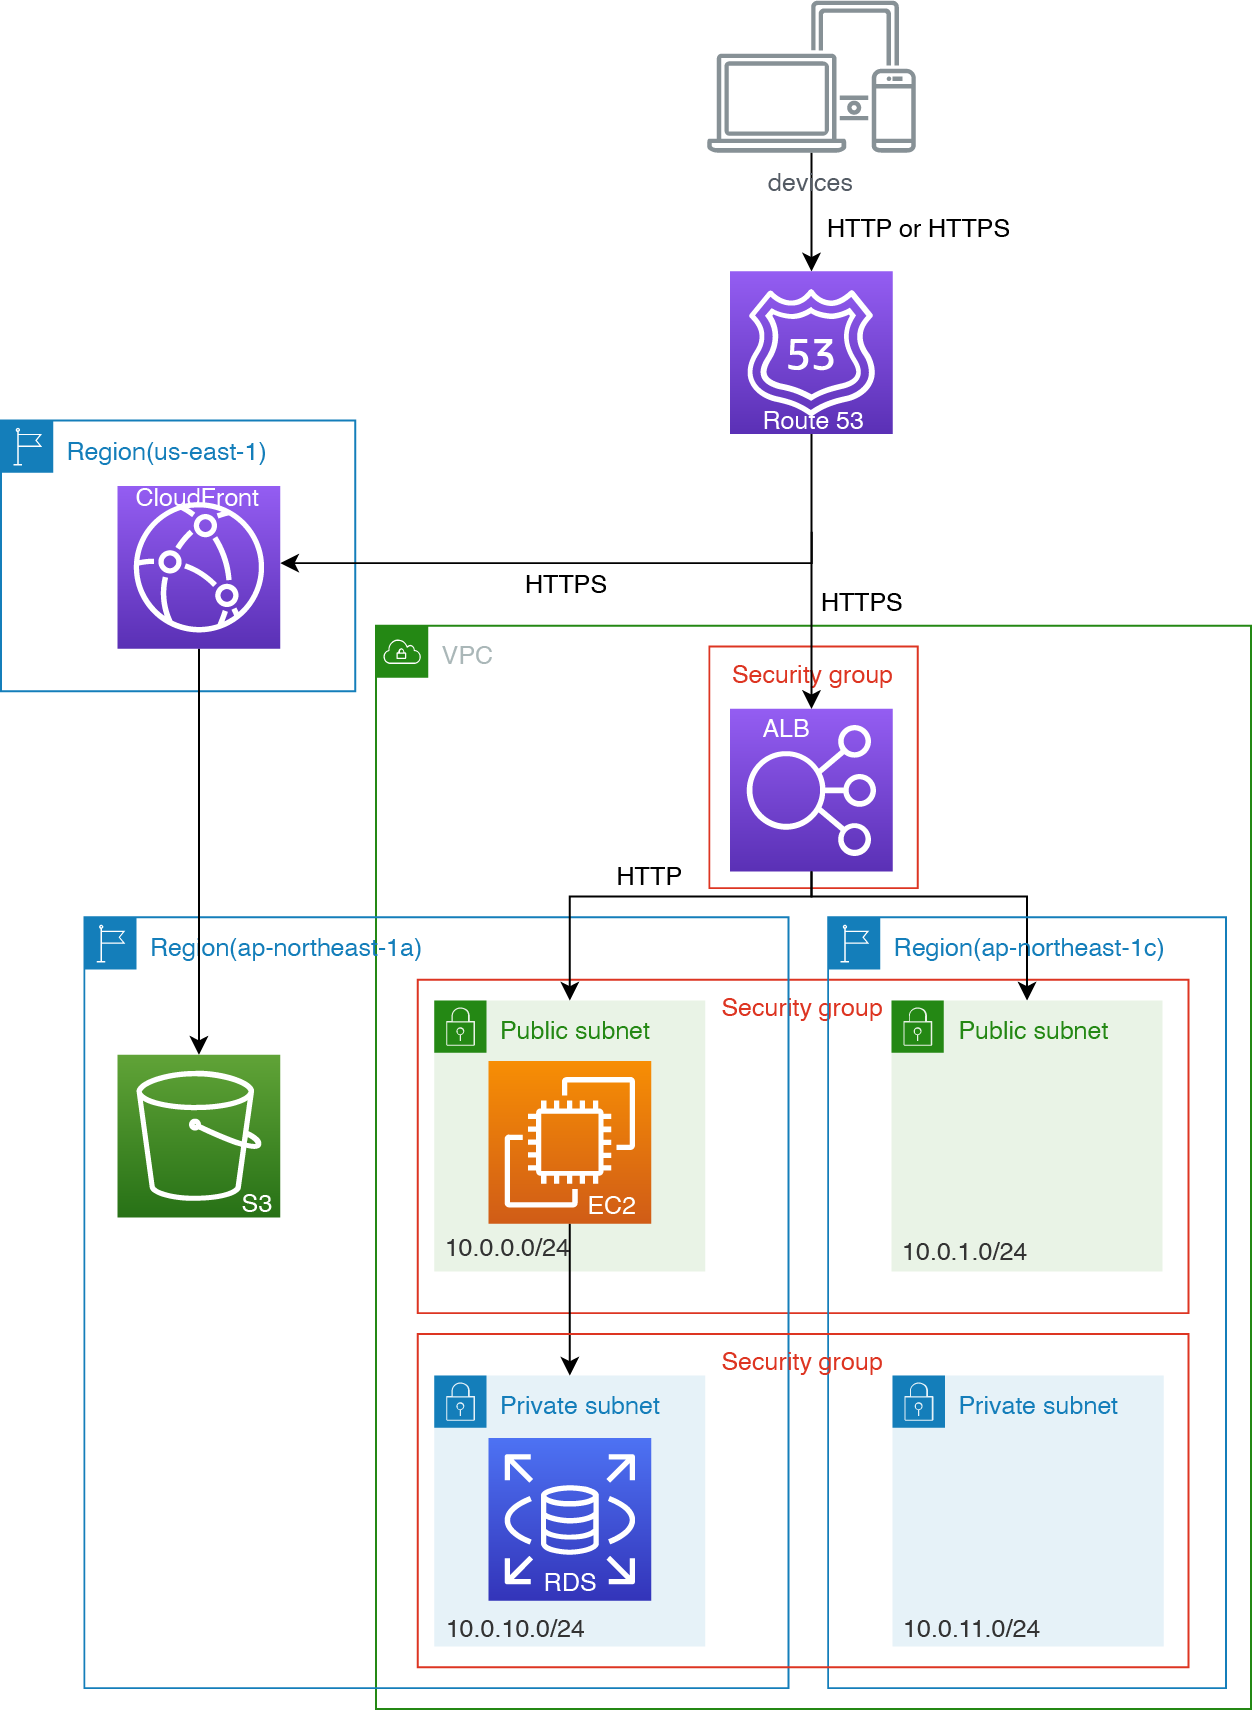 devices
HTTP or HTTPS
53
Route 53
Region(us-east-1)
CloudFront
HTTPS
HTTPS
VPC
Security group
ALB
HTTP
Region(ap-northeast-1a)
Region(ap-northeast-1c)
Security group
Public subnet
Public subnet
S3
EC2
10.0.0.0/24
10.0.1.0/24
Security group
Private subnet
Private subnet
RDS
10.0.10.0/24
10.0.11.0/24